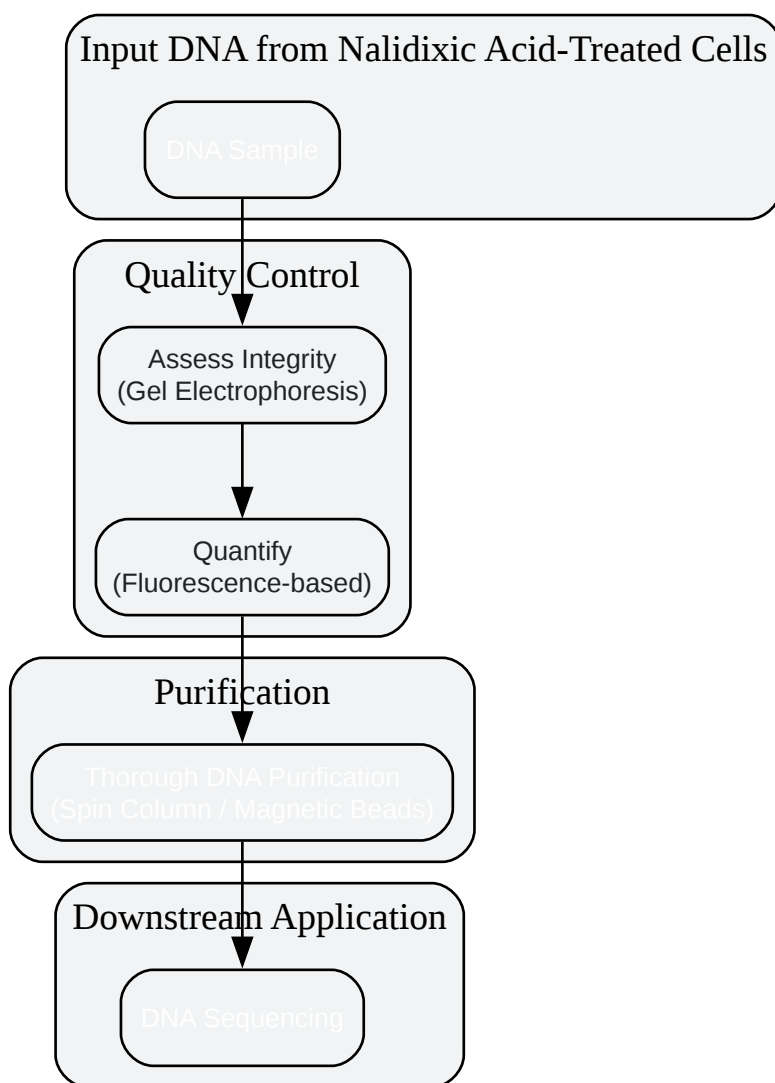 Input DNA from Nalidixic Acid-Treated Cells
DNA Sample
Quality Control
Assess Integrity
(Gel Electrophoresis)
Quantify
(Fluorescence-based)
Purification
Thorough DNA Purification
(Spin Column / Magnetic Beads)
Downstream Application
DNA Sequencing